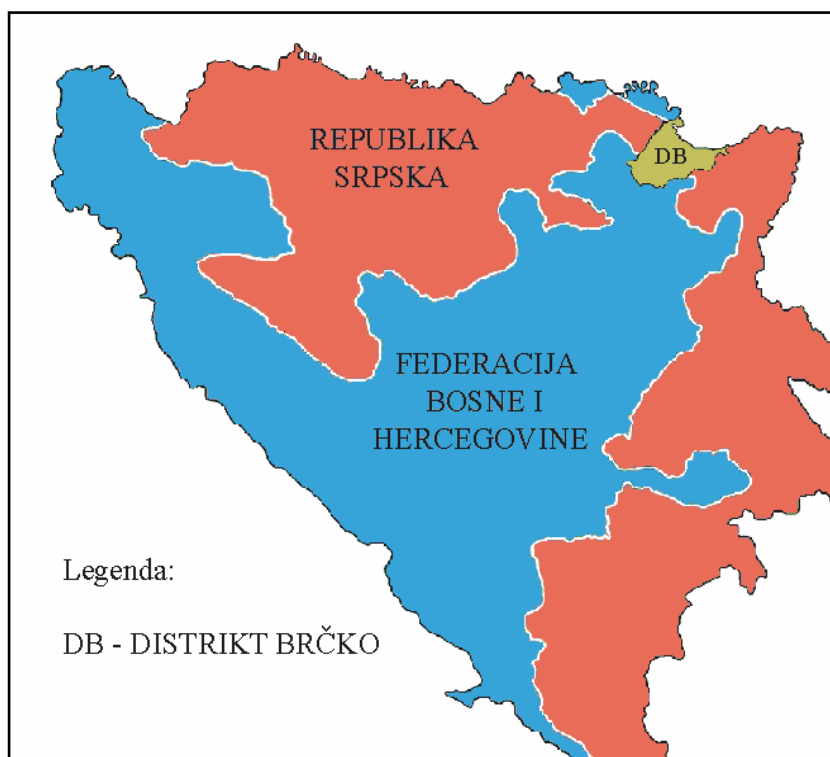 REPUBLIKA
SRPSKA
DB
FEDERACIJA
BOSNE I
HERCEGOVINE
Legenda:
DB - DISTRIKT BRČKO